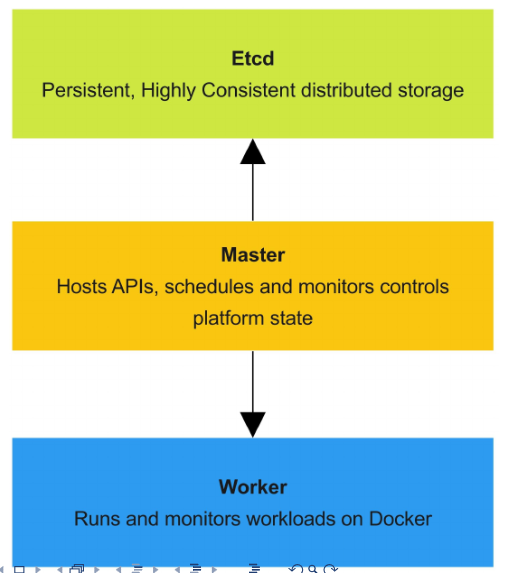 Etcd
Persistent, Highly Consistent distributed storage
Master
Hosts APIs, schedules and monitors controls
platform state
Worker
Runs and monitors workloads on Docker